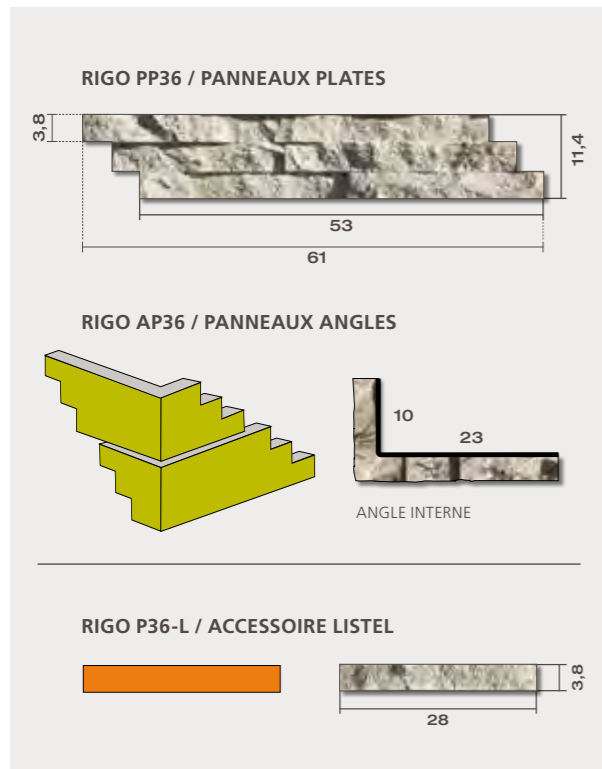 RIGO PP36 / PANNEAUX PLATES
3,8
11,4
53
61
RIGO AP36 / PANNEAUX ANGLES
10
23
ANGLE INTERNE
RIGO P36-L / ACCESSOIRE LISTEL
3,8
28